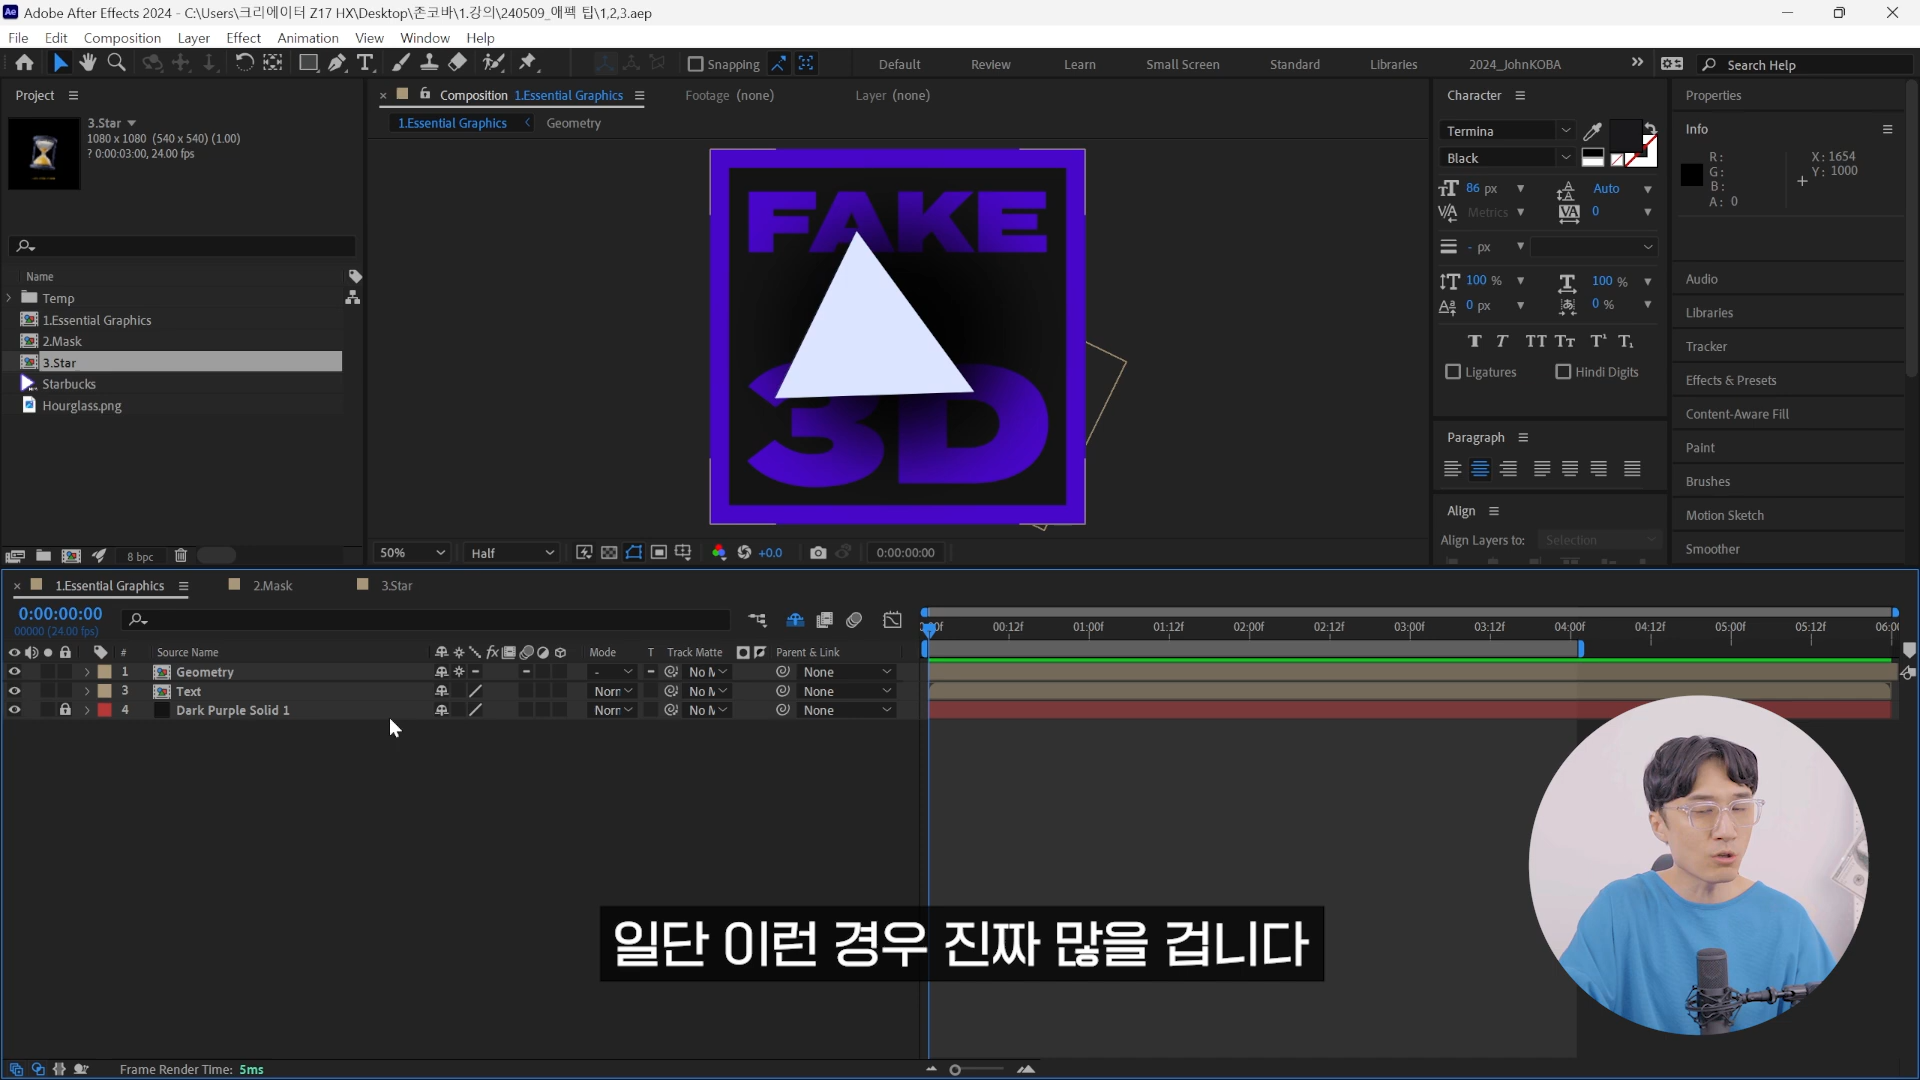 Adobe After Effects 2024 - C:\Users\크리에이터 Z17 HX\Desktop\존코바\1.강의\240509_애펙 팁\1,2,3.aep
File Edit Composition Layer Effect Animation View Window Help
Snapping Default Review Learn Small Screen Standard Libraries 2024_JohnKOBA Search Help
Project
3.Star
1080 x 1080 (540 x 540) (1.00)
? 0:00:03:00, 24.00 fps
Name
Temp
1.Essential Graphics
2.Mask
3.Star
Starbucks
Hourglass.png
8 bpc
Composition 1.Essential Graphics Footage (none) Layer (none)
1.Essential Graphics Geometry
FAKE
3D
50% Half +0.0 0:00:00:00
Character
Termina
Black
86 px Auto
Metrics 0
- px
100 % 100 %
0 px 0 %
Ligatures Hindi Digits
Paragraph
Align
Align Layers to: Selection
Properties
Info
R: X: 1654
G: Y: 1000
B:
A: 0
Audio
Libraries
Tracker
Effects & Presets
Content-Aware Fill
Paint
Brushes
Motion Sketch
Smoother
1.Essential Graphics 2.Mask 3.Star
0:00:00:00
00000 (24.00 fps)
00:12f 01:00f 01:12f 02:00f 02:12f 03:00f 03:12f 04:00f 04:12f 05:00f 05:12f
# Source Name fx Mode T Track Matte Parent & Link
1 Geometry - No M None
3 Text Norn No M None
4 Dark Purple Solid 1 Norn No M None
일단 이런 경우 진짜 많을 겁니다
Frame Render Time: 5ms